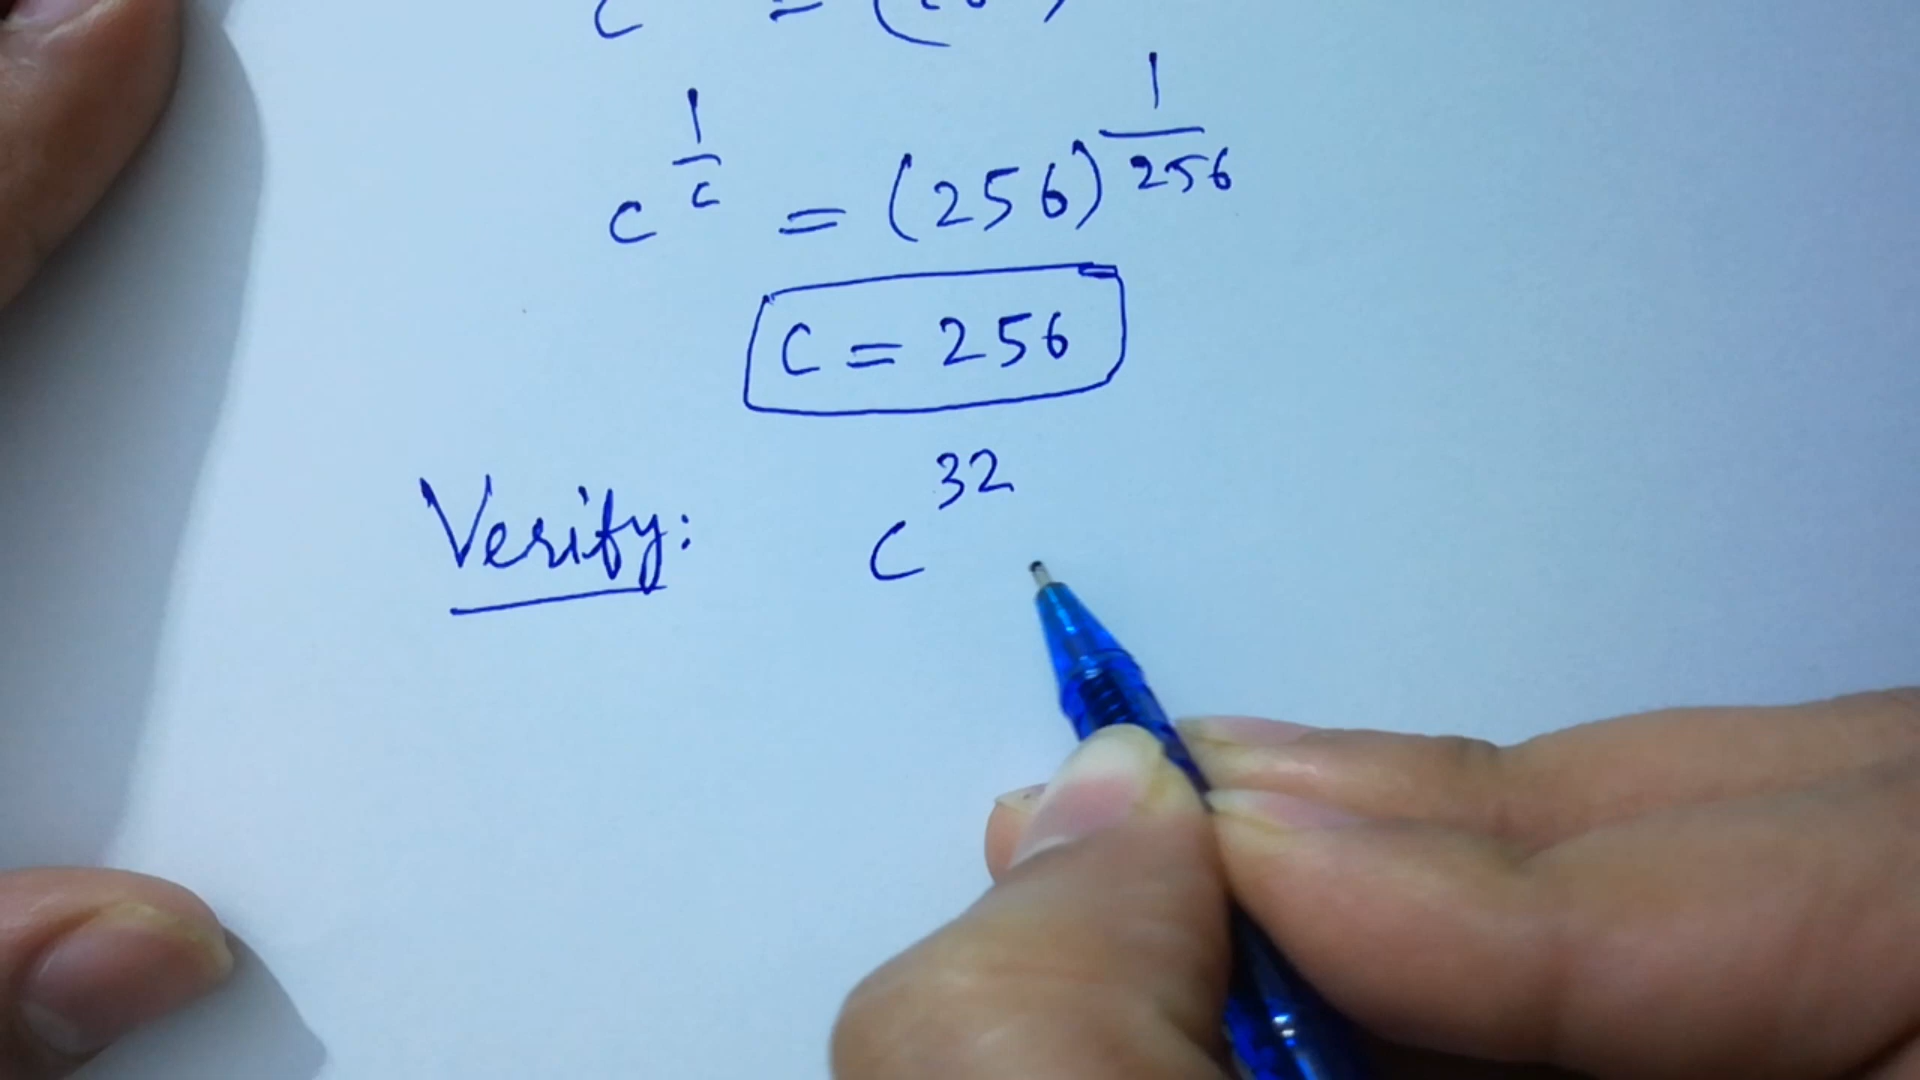 c^(1/c) = (256)^(1/256)
C = 256
Verify: c^32